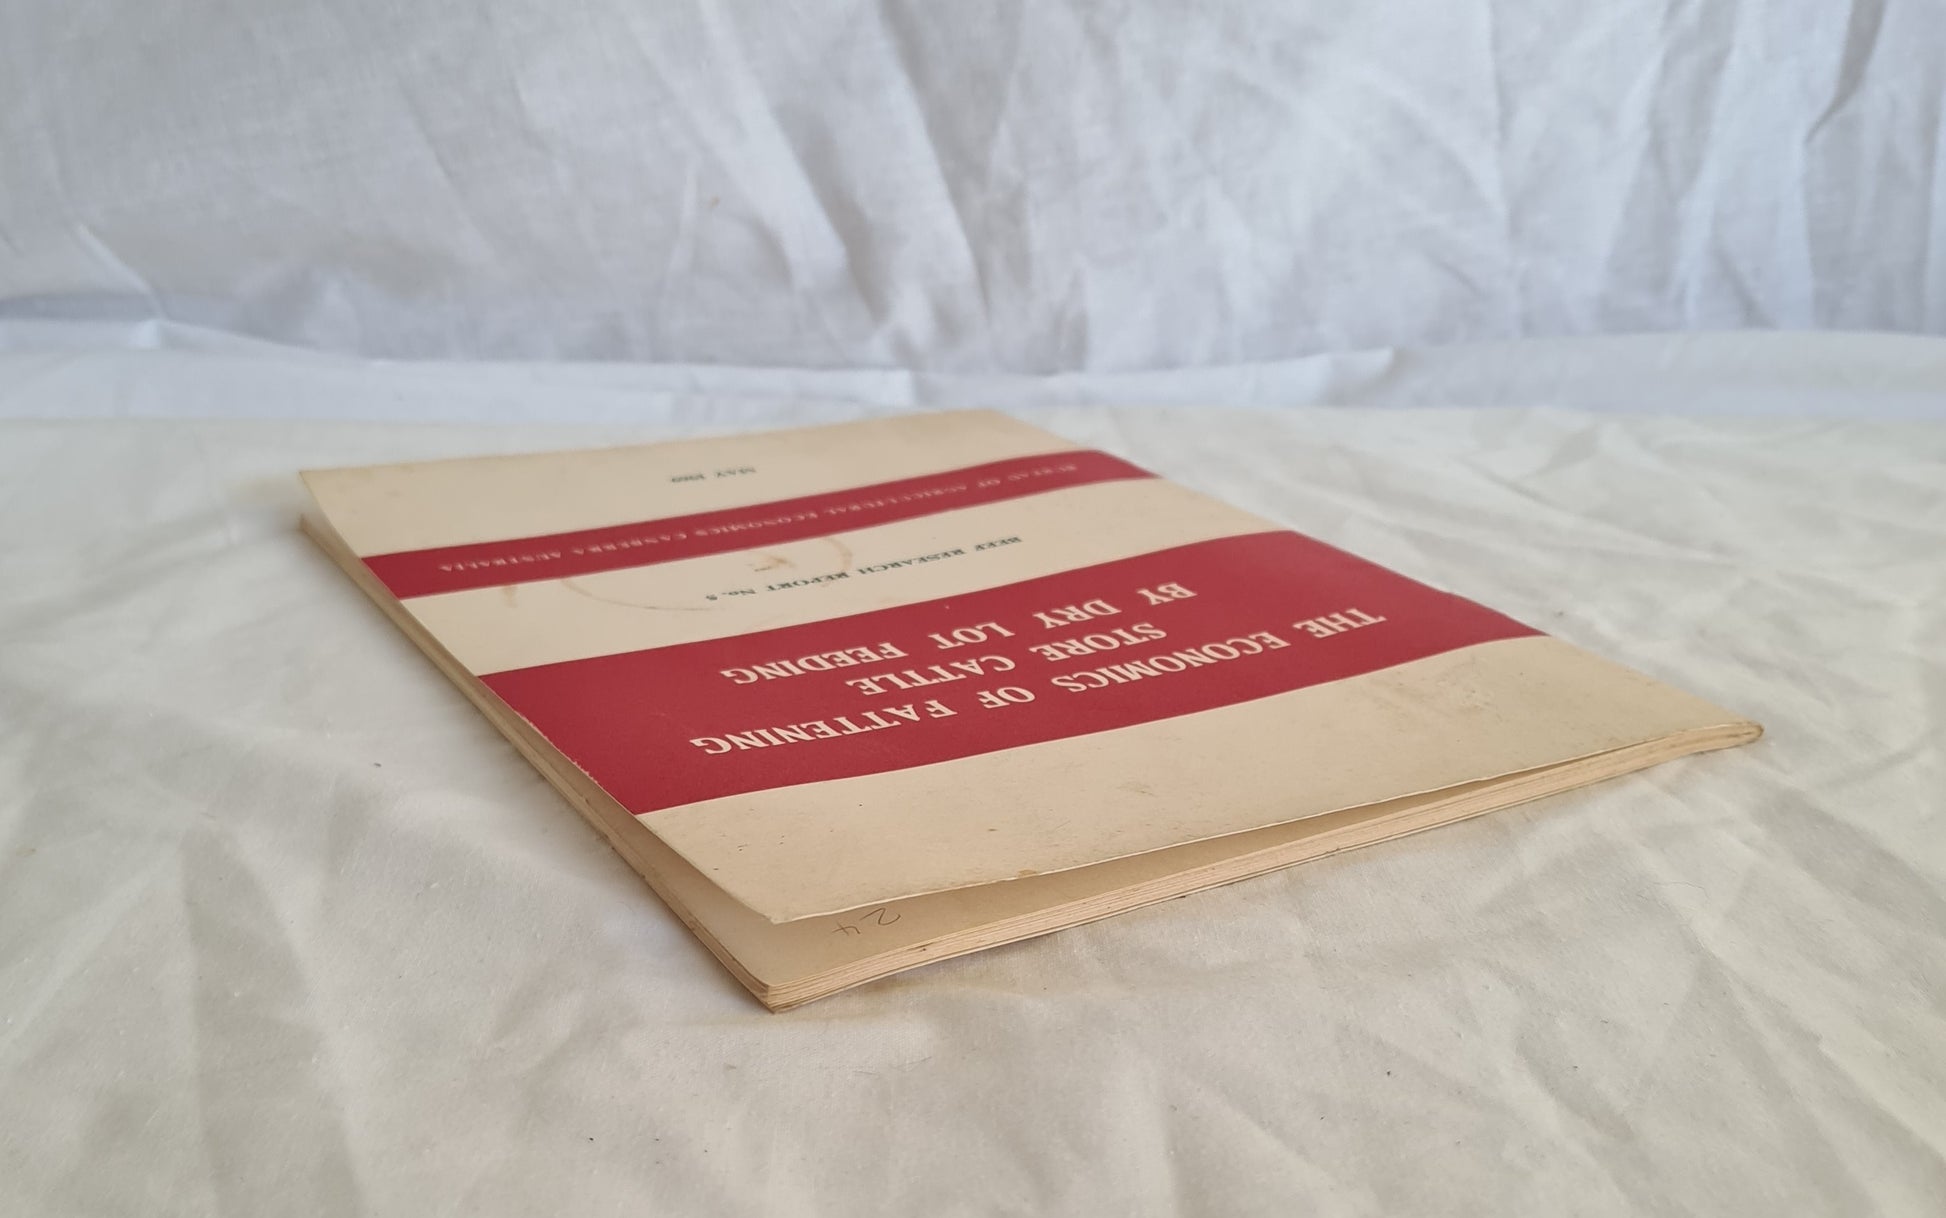 THE ECONOMICS OF FATTENING
STORE CATTLE
BY DRY LOT FEEDING
BEEF RESEARCH REPORT No. 5
BUREAU OF AGRICULTURAL ECONOMICS CANBERRA AUSTRALIA
MAY 1969
24